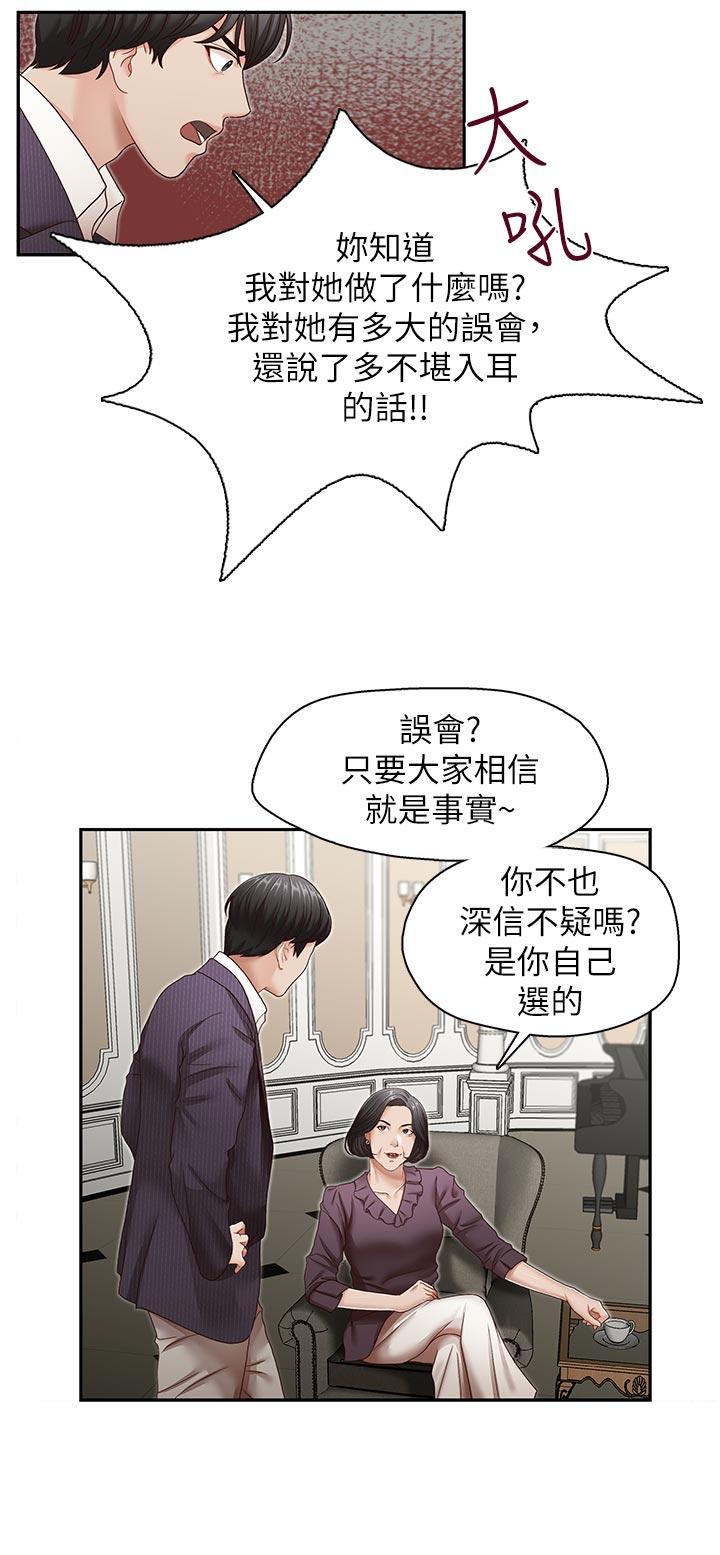 大
吼
妳知道
我對她做了什麼嗎?
我對她有多大的誤會,
還說了多不堪入耳
的話!!
誤會?
只要大家相信
就是事實~
你不也
深信不疑嗎?
是你自己
選的